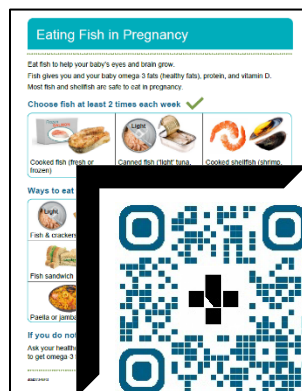 Eating Fish in Pregnancy
Eat fish to help your baby's eyes and brain grow.
Fish gives you and your baby omega 3 fats (healthy fats), protein, and vitamin D.
Most fish and shellfish are safe to eat in pregnancy.
Choose fish at least 2 times each week
Light
Light
Cooked fish (fresh or
frozen)
Canned fish ('light' tuna,
Cooked shellfish (shrimp,
Ways to eat
Light
Fish & crackers
Fish sandwich
Paella or jamba
If you do not
Ask your health
to get omega 3